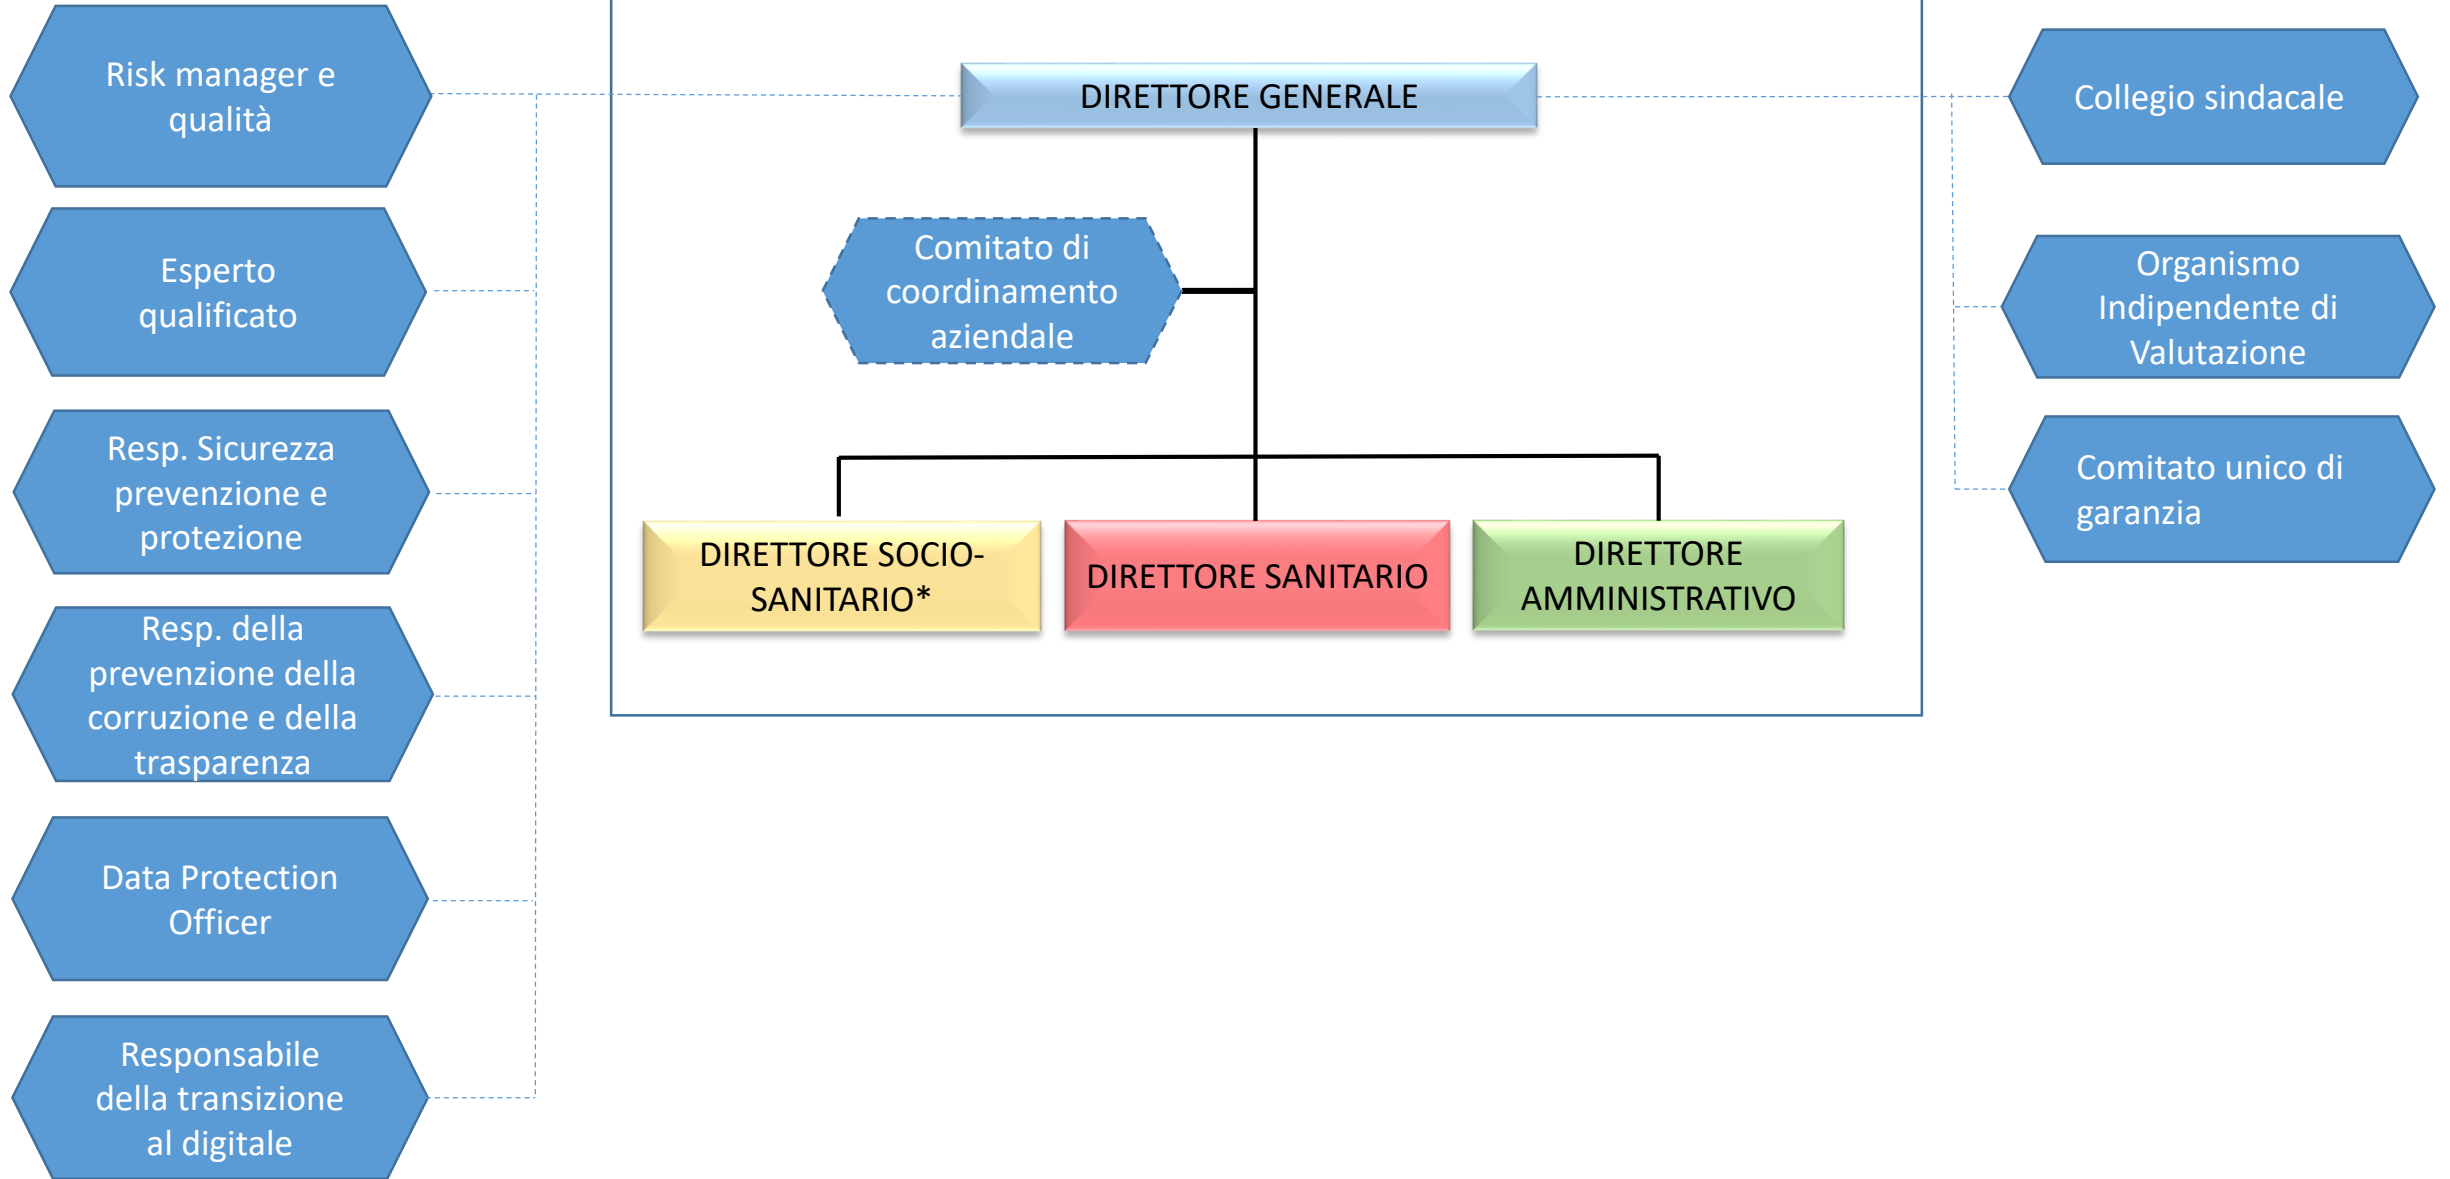 Risk manager e
qualità
Esperto
qualificato
Resp. Sicurezza
prevenzione e
protezione
Resp. della
prevenzione della
corruzione e della
trasparenza
Data Protection
Officer
Responsabile
della transizione
al digitale
DIRETTORE GENERALE
Comitato di
coordinamento
aziendale
DIRETTORE SOCIO-
SANITARIO*
DIRETTORE SANITARIO
DIRETTORE
AMMINISTRATIVO
Collegio sindacale
Organismo
Indipendente di
Valutazione
Comitato unico di
garanzia